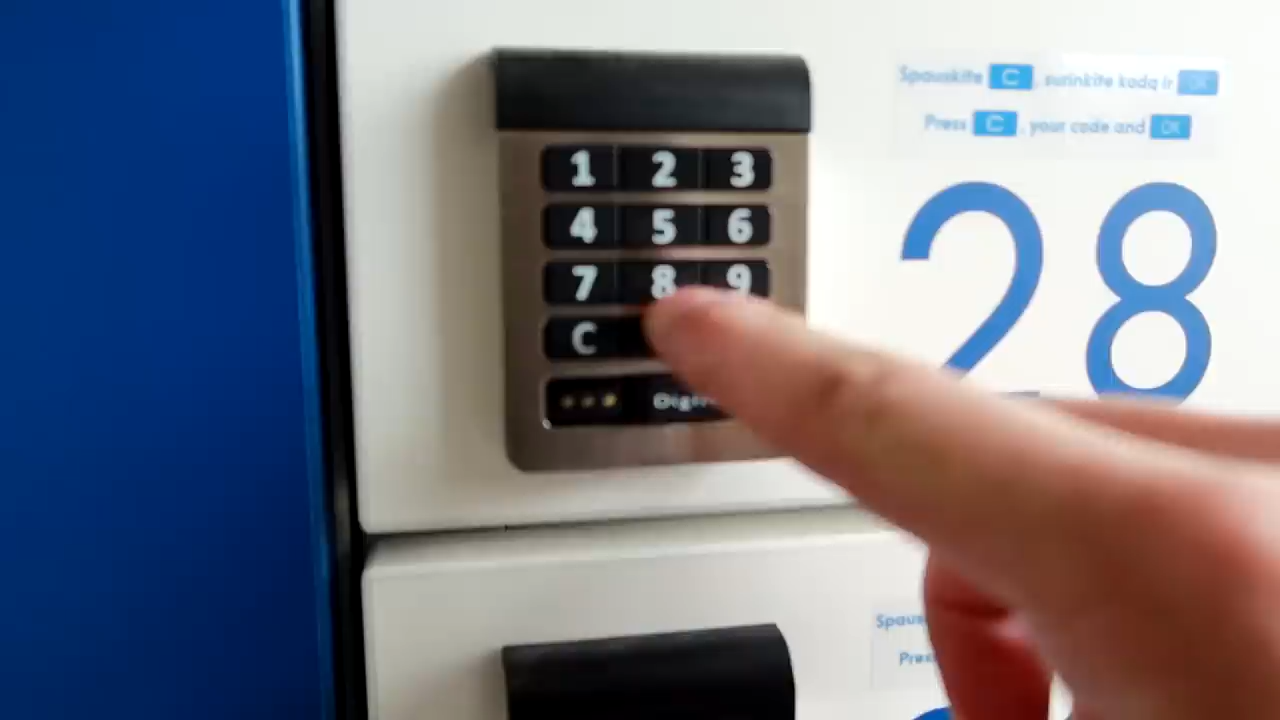 Spauskite C, surinkite kodą ir OK
Press C, your code and OK
28
1 2 3
4 5 6
7 8 9
C